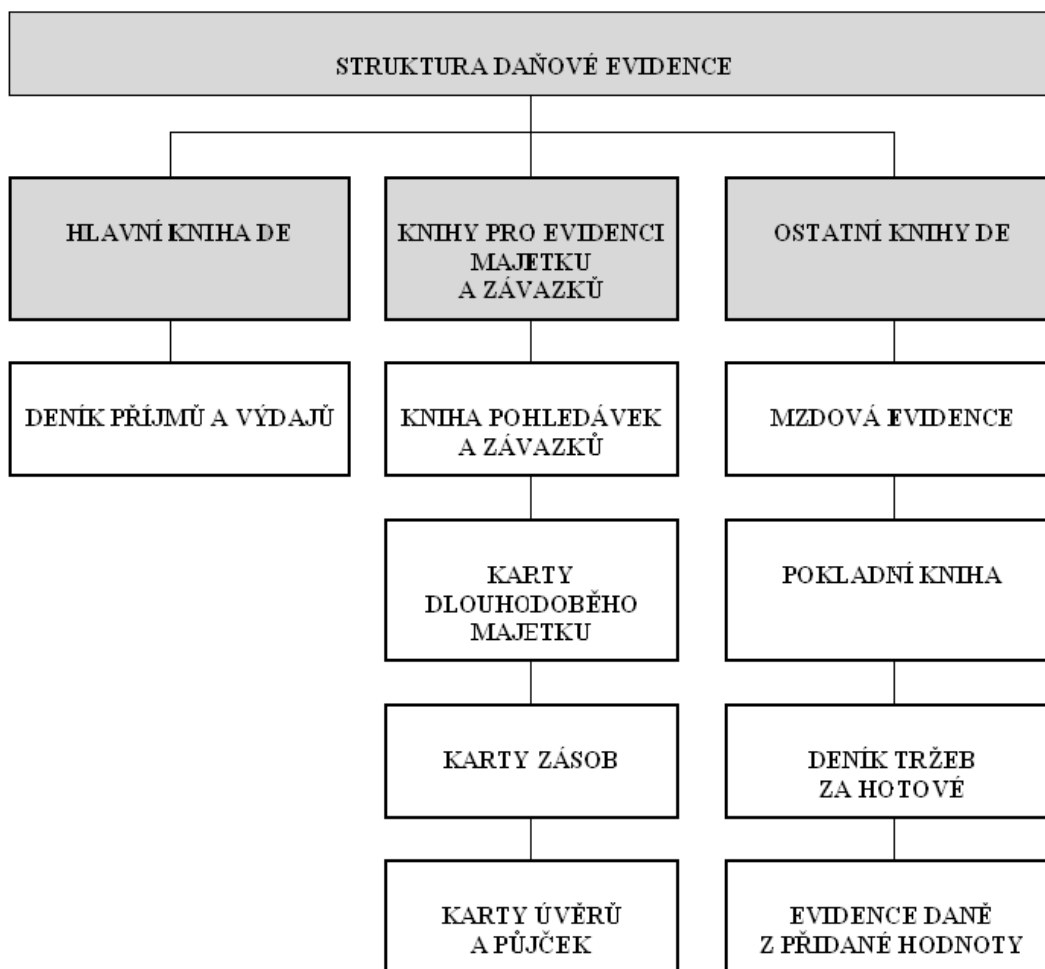 STRUKTURA DAŇOVÉ EVIDENCE
HLAVNÍ KNIHA DE
KNIHY PRO EVIDENCI
MAJETKU
A ZÁVAZKŮ
OSTATNÍ KNIHY DE
DENÍK PŘÍJMŮ A VÝDAJŮ
KNIHA POHLEDÁVEK
A ZÁVAZKŮ
MZDOVÁ EVIDENCE
KARTY
DLOUHODOBĚHO
MAJETKU
POKLADNÍ KNIHA
KARTY ZÁSOB
DENÍK TRŽEB
ZA HOTOVÉ
KARTY ÚVĚRŮ
A PŮJČEK
EVIDENCE DANĚ
Z PŘIDANÉ HODNOTY